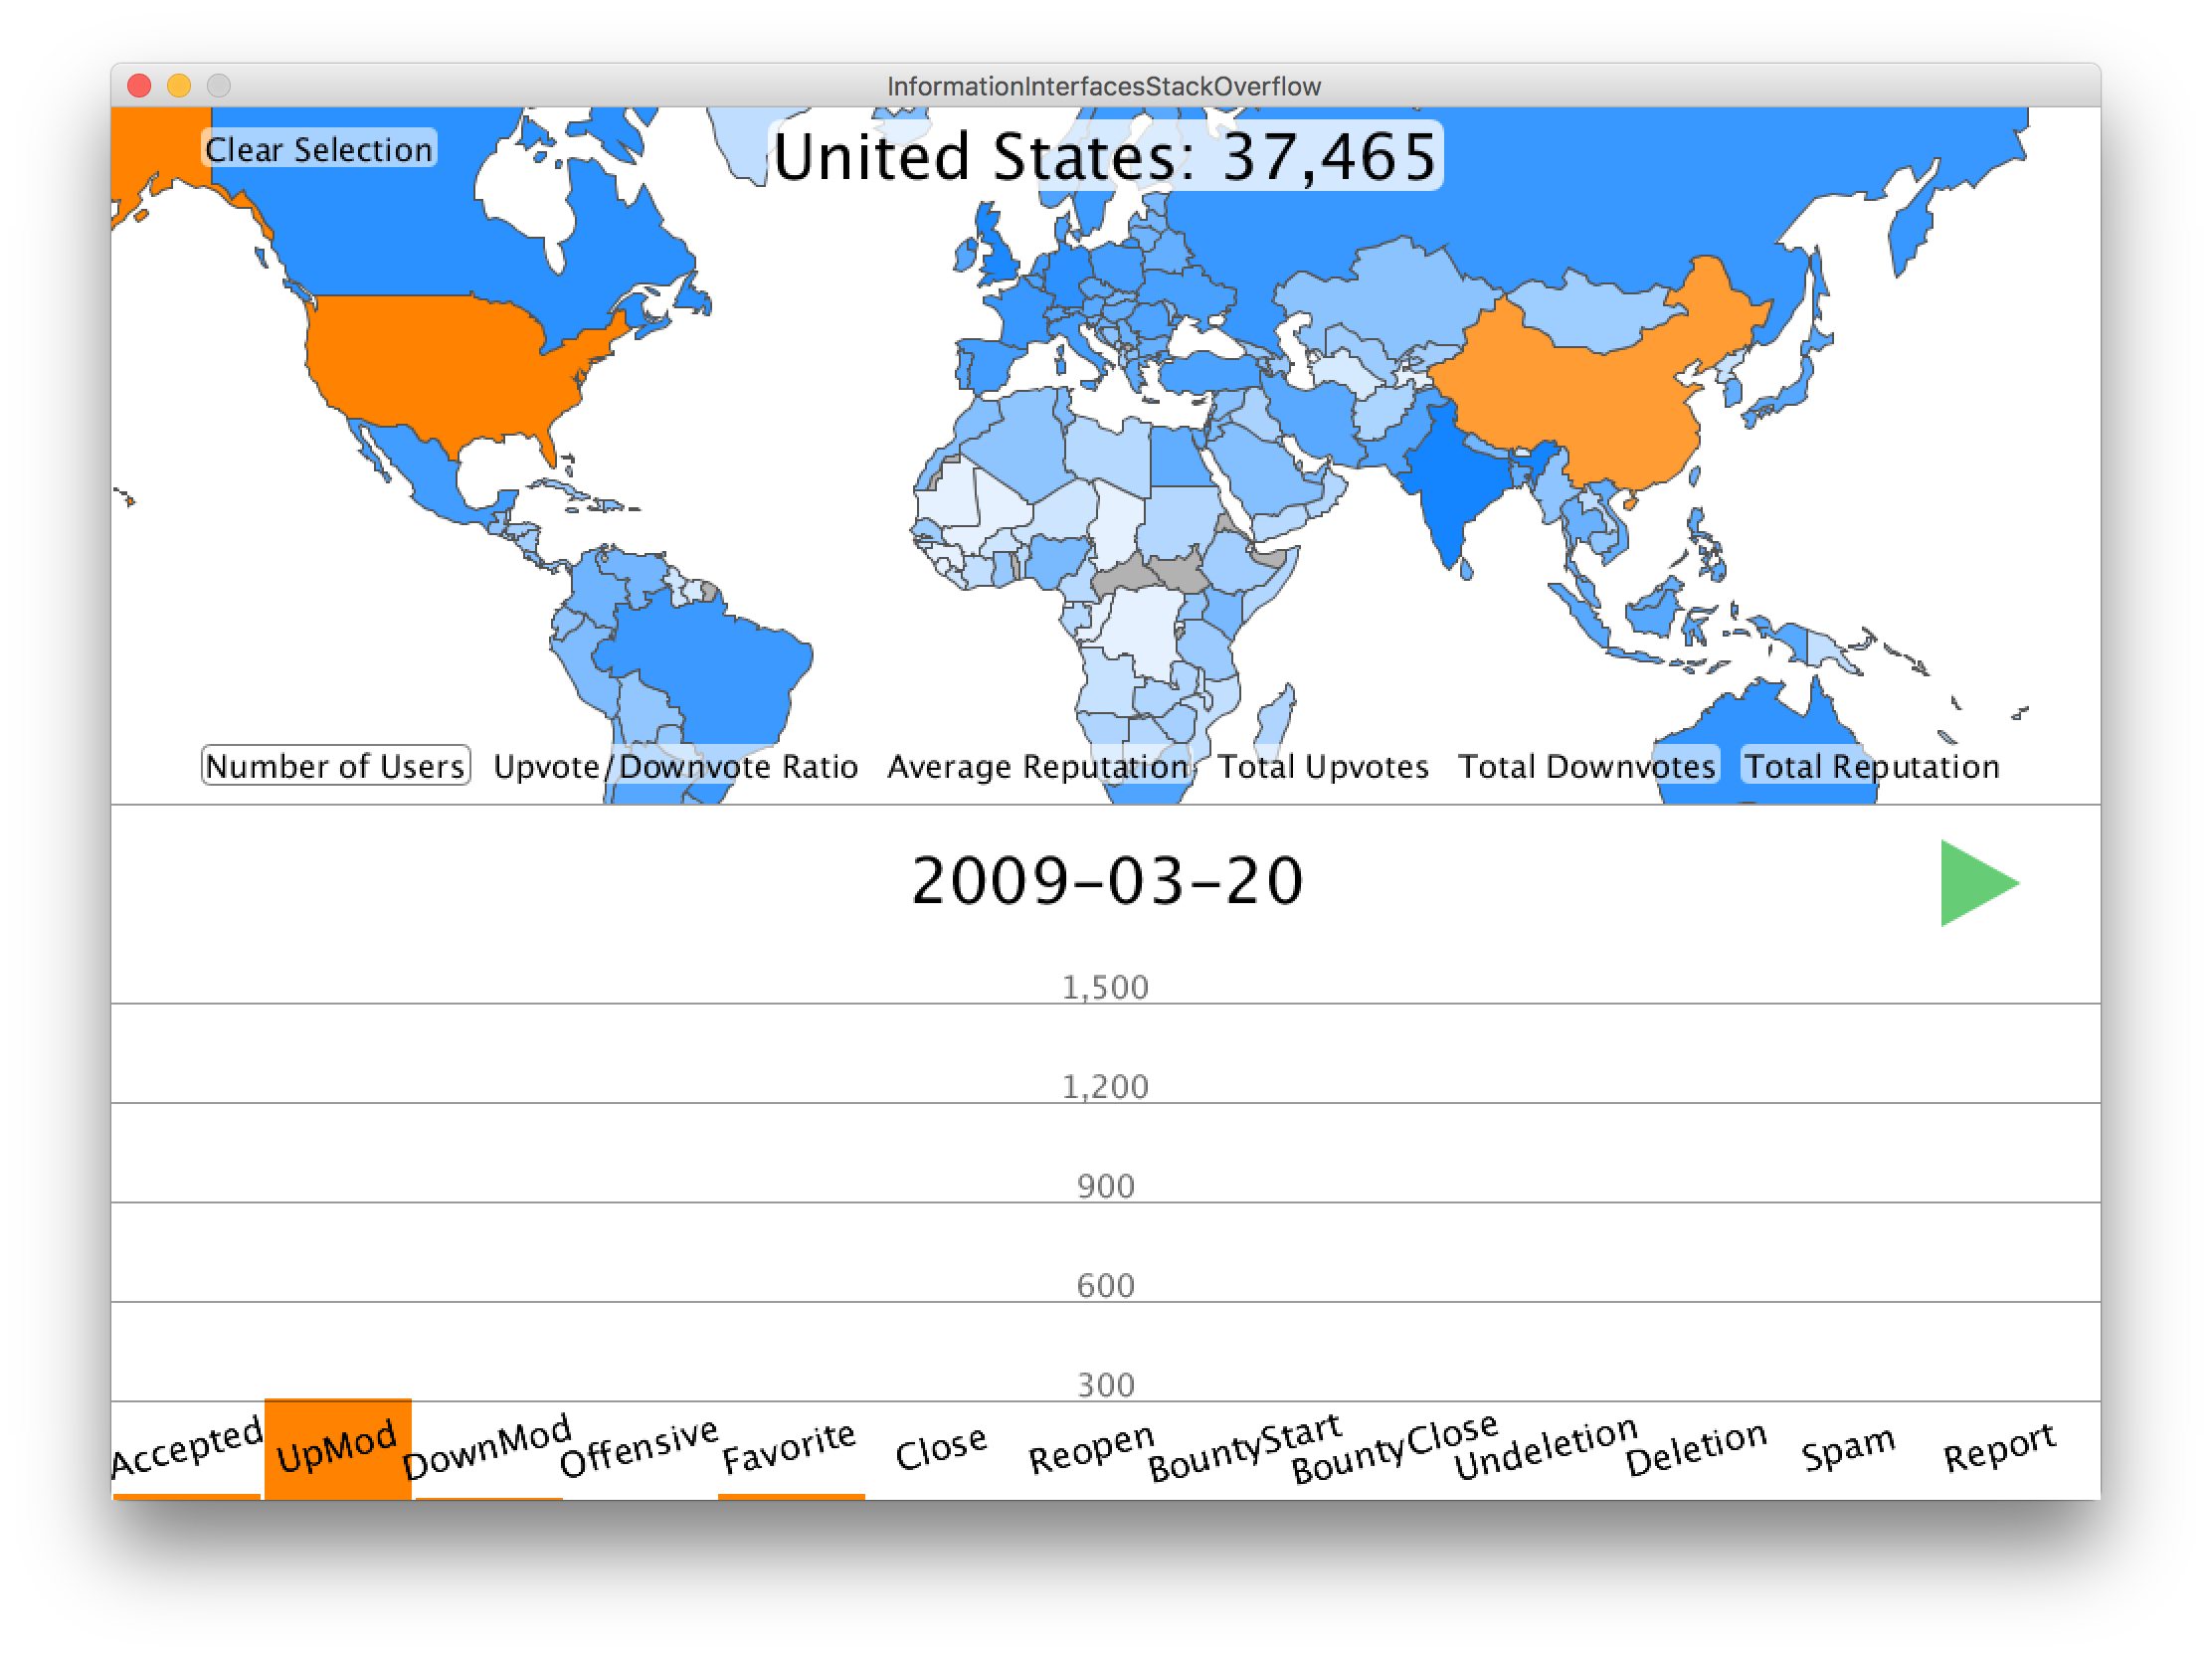 InformationInterfacesStackOverflow
Clear Selection
United States: 37,465
Number of Users Upvote/Downvote Ratio Average Reputation Total Upvotes Total Downvotes Total Reputation
2009-03-20
1,500
1,200
900
600
300
Accepted UpMod DownMod Offensive Favorite Close Reopen BountyStart BountyClose Undeletion Deletion Spam Report